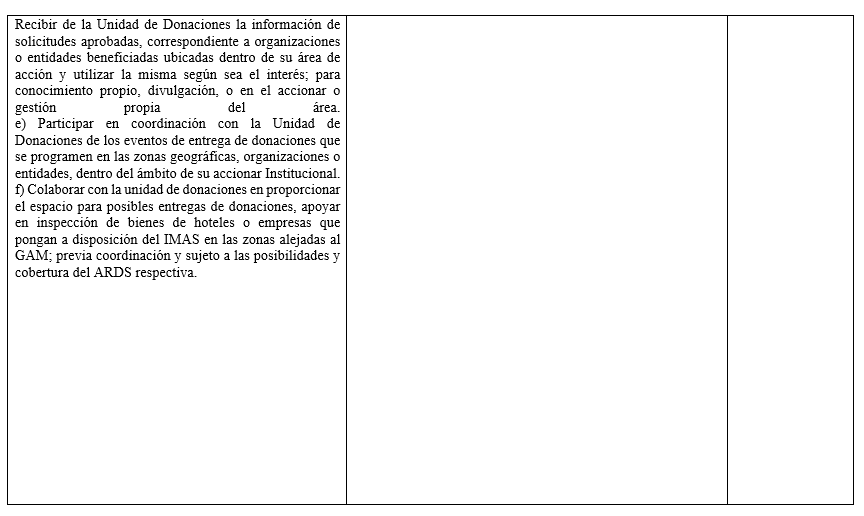 Recibir de la Unidad de Donaciones la información de
solicitudes aprobadas, correspondiente a organizaciones
o entidades beneficiadas ubicadas dentro de su área de
acción y utilizar la misma según sea el interés; para
conocimiento propio, divulgación, o en el accionar o
gestión propia del área.
e) Participar en coordinación con la Unidad de
Donaciones de los eventos de entrega de donaciones que
se programen en las zonas geográficas, organizaciones o
entidades, dentro del ámbito de su accionar Institucional.
f) Colaborar con la unidad de donaciones en proporcionar
el espacio para posibles entregas de donaciones, apoyar
en inspección de bienes de hoteles o empresas que
pongan a disposición del IMAS en las zonas alejadas al
GAM; previa coordinación y sujeto a las posibilidades y
cobertura del ARDS respectiva.